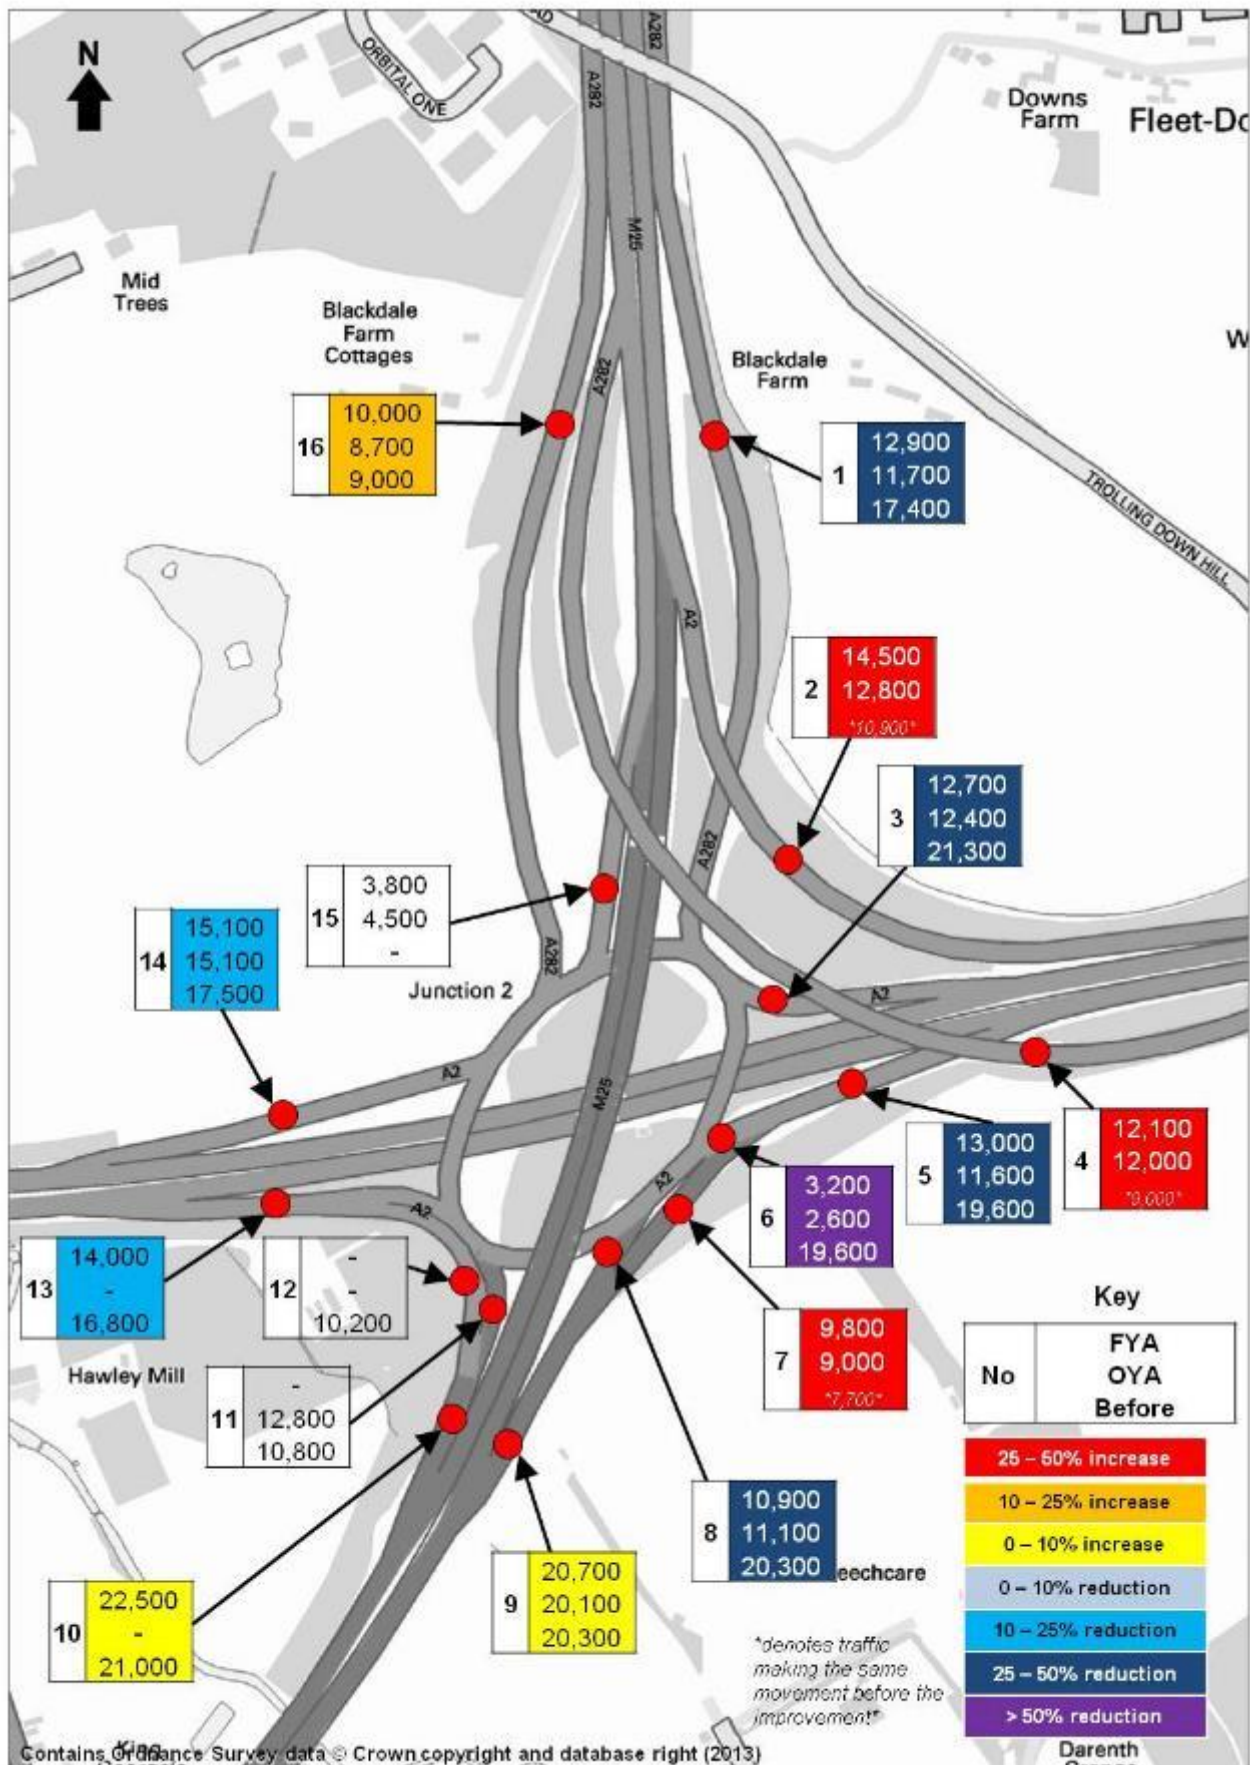 N
AD
A282
ORBITAL ONE
A282
Downs
Farm
Fleet-Do
Mid
Trees
M25
Blackdale
Farm
Cottages
A282
Blackdale
Farm
W
TROLLING DOWN HILL
16
10,000
8,700
9,000
1
12,900
11,700
17,400
A2
2
14,500
12,800
*10,900*
3
12,700
12,400
21,300
A282
15
3,800
4,500
-
14
15,100
15,100
17,500
A282
Junction 2
A2
A2
M25
4
12,100
12,000
*9,000*
5
13,000
11,600
19,600
6
3,200
2,600
19,600
A2
A2
13
14,000
-
16,800
12
-
-
10,200
7
9,800
9,000
*7,700*
Hawley Mill
11
-
12,800
10,800
8
10,900
11,100
20,300
eechcare
9
20,700
20,100
20,300
10
22,500
-
21,000
Key
No
FYA
OYA
Before
25 – 50% increase
10 – 25% increase
0 – 10% increase
0 – 10% reduction
10 – 25% reduction
25 – 50% reduction
> 50% reduction
*denotes traffic
making the same
movement before the
improvement*
King
Contains Ordnance Survey data © Crown copyright and database right (2013)
Darenth